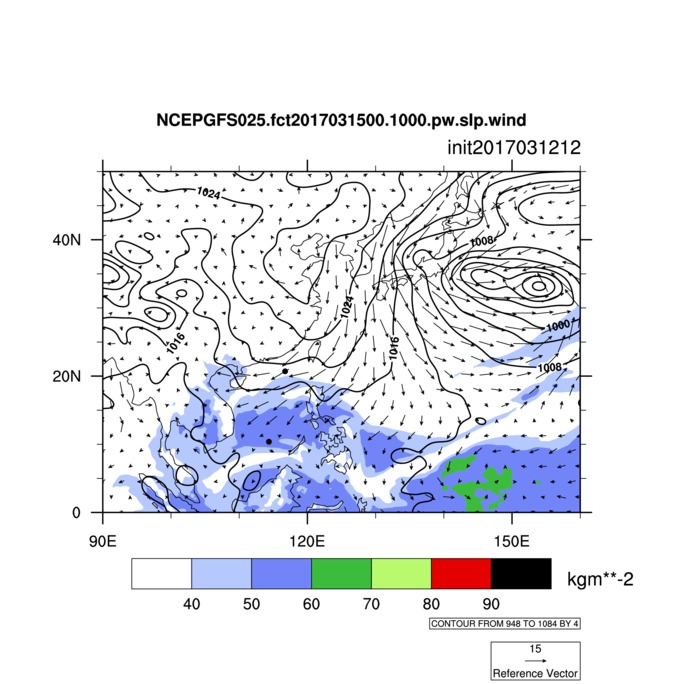 NCEPGFS025.fct2017031500.1000.pw.slp.wind
init2017031212
1024
1008
40N
1024
1000
1016
1016
1008
20N
0
90E 120E 150E
kgm**-2
40 50 60 70 80 90
CONTOUR FROM 948 TO 1084 BY 4
15
Reference Vector